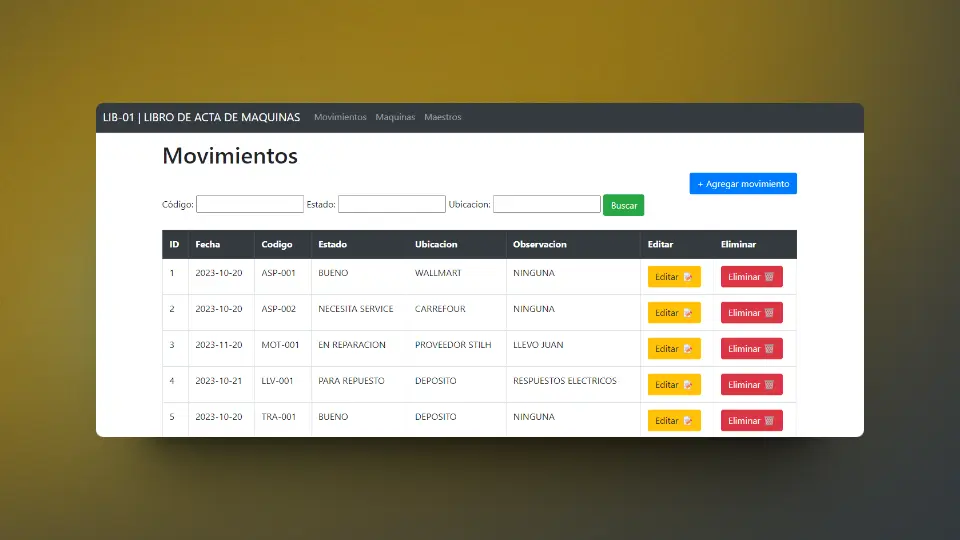 LIB-01 | LIBRO DE ACTA DE MAQUINAS Movimientos Maquinas Maestros
Movimientos
+ Agregar movimiento
Código: Estado: Ubicacion: Buscar
ID Fecha Codigo Estado Ubicacion Observacion Editar Eliminar
1 2023-10-20 ASP-001 BUENO WALLMART NINGUNA Editar Eliminar
2 2023-10-20 ASP-002 NECESITA SERVICE CARREFOUR NINGUNA Editar Eliminar
3 2023-11-20 MOT-001 EN REPARACION PROVEEDOR STILH LLEVO JUAN Editar Eliminar
4 2023-10-21 LLV-001 PARA REPUESTO DEPOSITO RESPUESTOS ELECTRICOS Editar Eliminar
5 2023-10-20 TRA-001 BUENO DEPOSITO NINGUNA Editar Eliminar